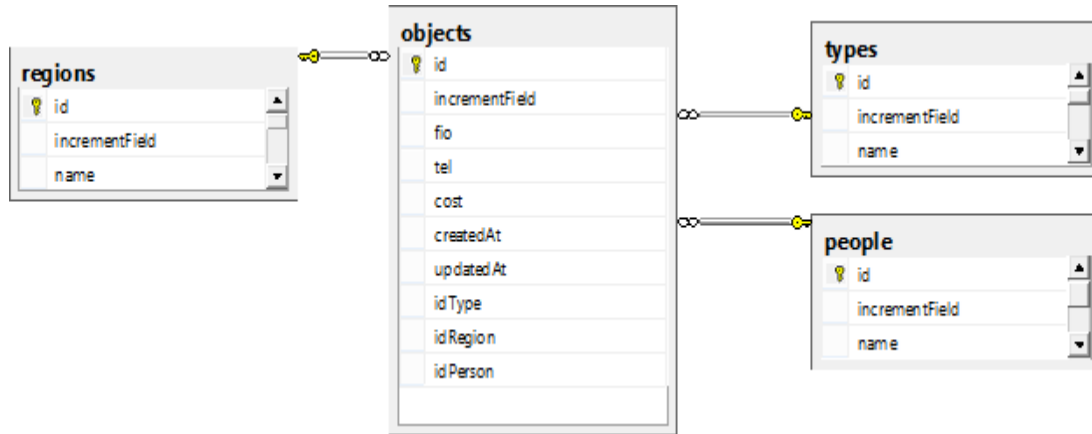 regions
id
incrementField
name
objects
id
incrementField
fio
tel
cost
createdAt
updatedAt
idType
idRegion
idPerson
types
id
incrementField
name
people
id
incrementField
name